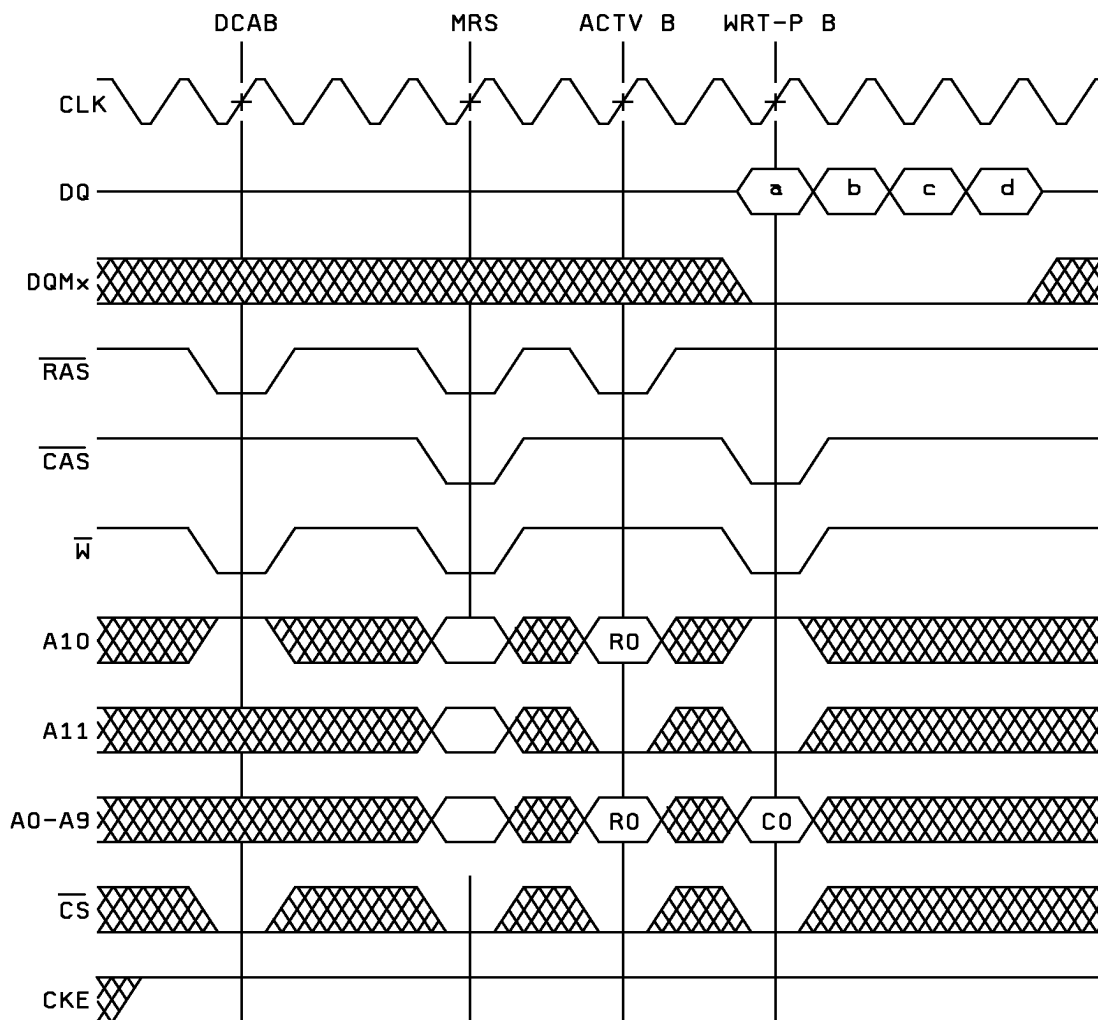 DCAB MRS ACTV B WRT-P B
CLK
DQ a b c d
DQMx
RAS
CAS
W
A10 R0
A11
A0-A9 R0 C0
CS
CKE